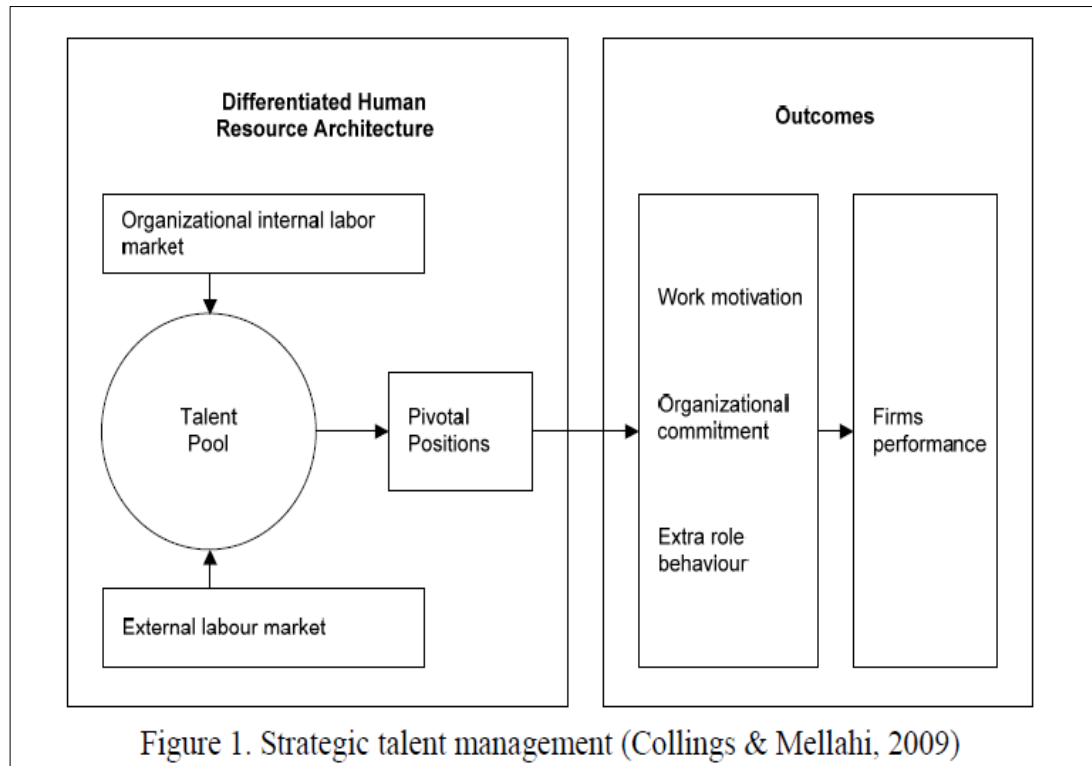 Differentiated Human
Resource Architecture
Organizational internal labor
market
Talent
Pool
Pivotal
Positions
External labour market
Outcomes
Work motivation
Organizational
commitment
Extra role
behaviour
Firms
performance
Figure 1. Strategic talent management (Collings & Mellahi, 2009)